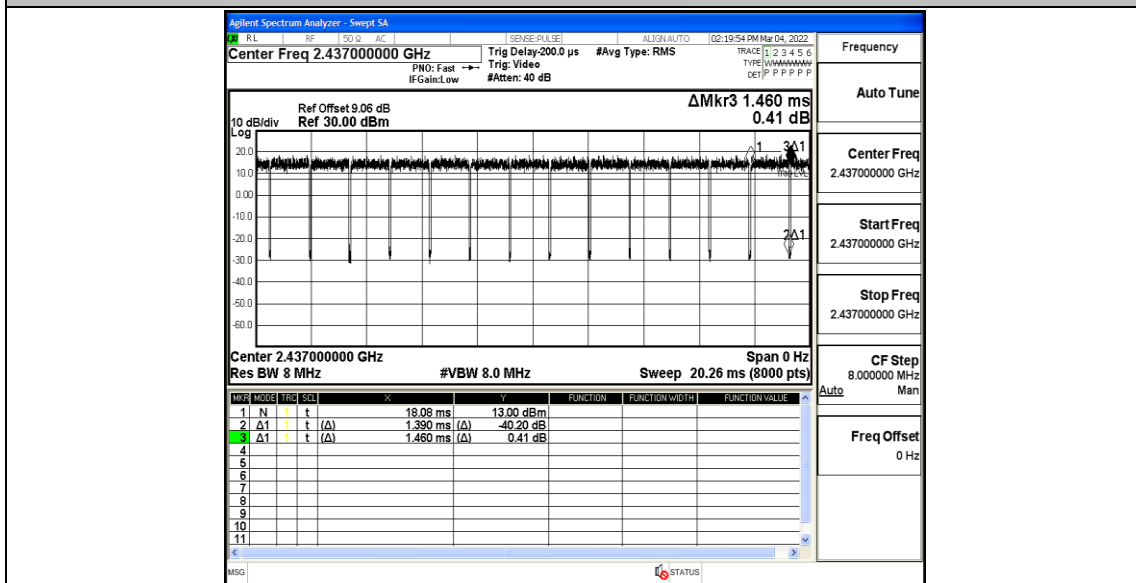 Agilent Spectrum Analyzer - Swept SA
RL RF 50 Ω AC SENSE:PULSE ALIGN AUTO 02:19:54 PM Mar 04, 2022
Center Freq 2.437000000 GHz
PNO: Fast
IFGain:Low
Trig Delay-200.0 µs
Trig: Video
#Atten: 40 dB
#Avg Type: RMS
TRACE 1 2 3 4 5 6
TYPE
DET P P P P P P
ΔMkr3 1.460 ms
0.41 dB
Ref Offset 9.06 dB
10 dB/div Ref 30.00 dBm
Log
20.0
10.0
0.00
-10.0
-20.0
-30.0
-40.0
-50.0
-60.0
1
3Δ1
2Δ1
Center 2.437000000 GHz Span 0 Hz
Res BW 8 MHz #VBW 8.0 MHz Sweep 20.26 ms (8000 pts)
MKR MODE TRC SCL X Y FUNCTION FUNCTION WIDTH FUNCTION VALUE
1 N 1 t 18.08 ms 13.00 dBm
2 Δ1 1 t (Δ) 1.390 ms (Δ) -40.20 dB
3 Δ1 1 t (Δ) 1.460 ms (Δ) 0.41 dB
4
5
6
7
8
9
10
11
MSG STATUS
Frequency
Auto Tune
Center Freq
2.437000000 GHz
Start Freq
2.437000000 GHz
Stop Freq
2.437000000 GHz
CF Step
8.000000 MHz
Auto Man
Freq Offset
0 Hz